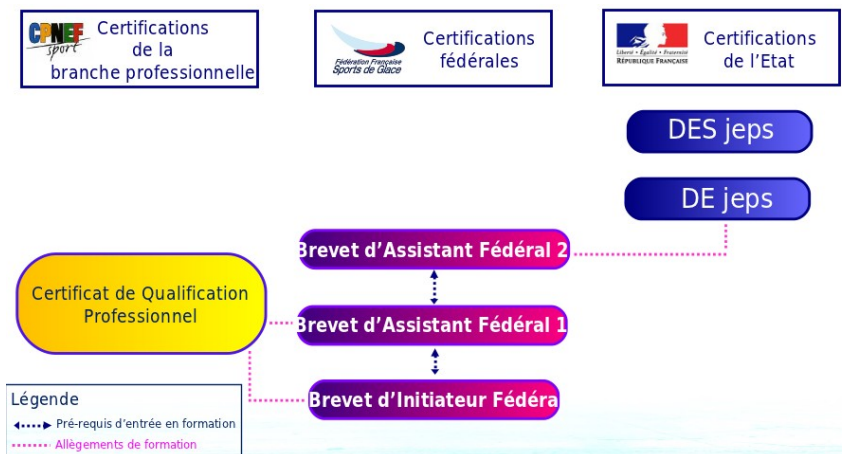 CPNEF
sport
Certifications
de la
branche professionnelle
Fédération Française
Sports de Glace
Certifications
fédérales
Liberté • Égalité • Fraternité
RÉPUBLIQUE FRANÇAISE
Certifications
de l'Etat
DES jeps
DE jeps
Brevet d'Assistant Fédéral 2
Certificat de Qualification
Professionnel
Brevet d'Assistant Fédéral 1
Brevet d'Initiateur Fédéra
Légende
Pré-requis d'entrée en formation
Allègements de formation